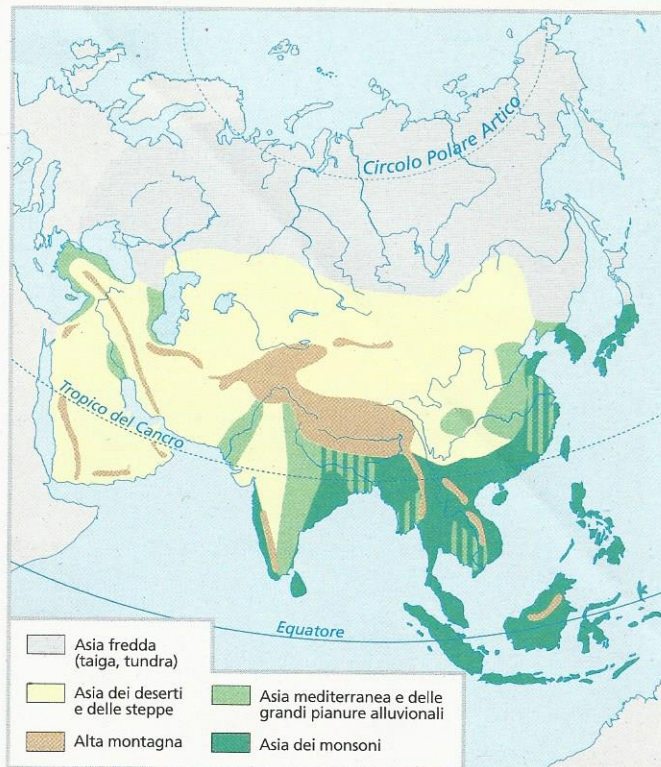 Circolo Polare Artico
Tropico del Cancro
Equatore
Asia fredda
(taiga, tundra)
Asia dei deserti
e delle steppe
Alta montagna
Asia mediterranea e delle
grandi pianure alluvionali
Asia dei monsoni